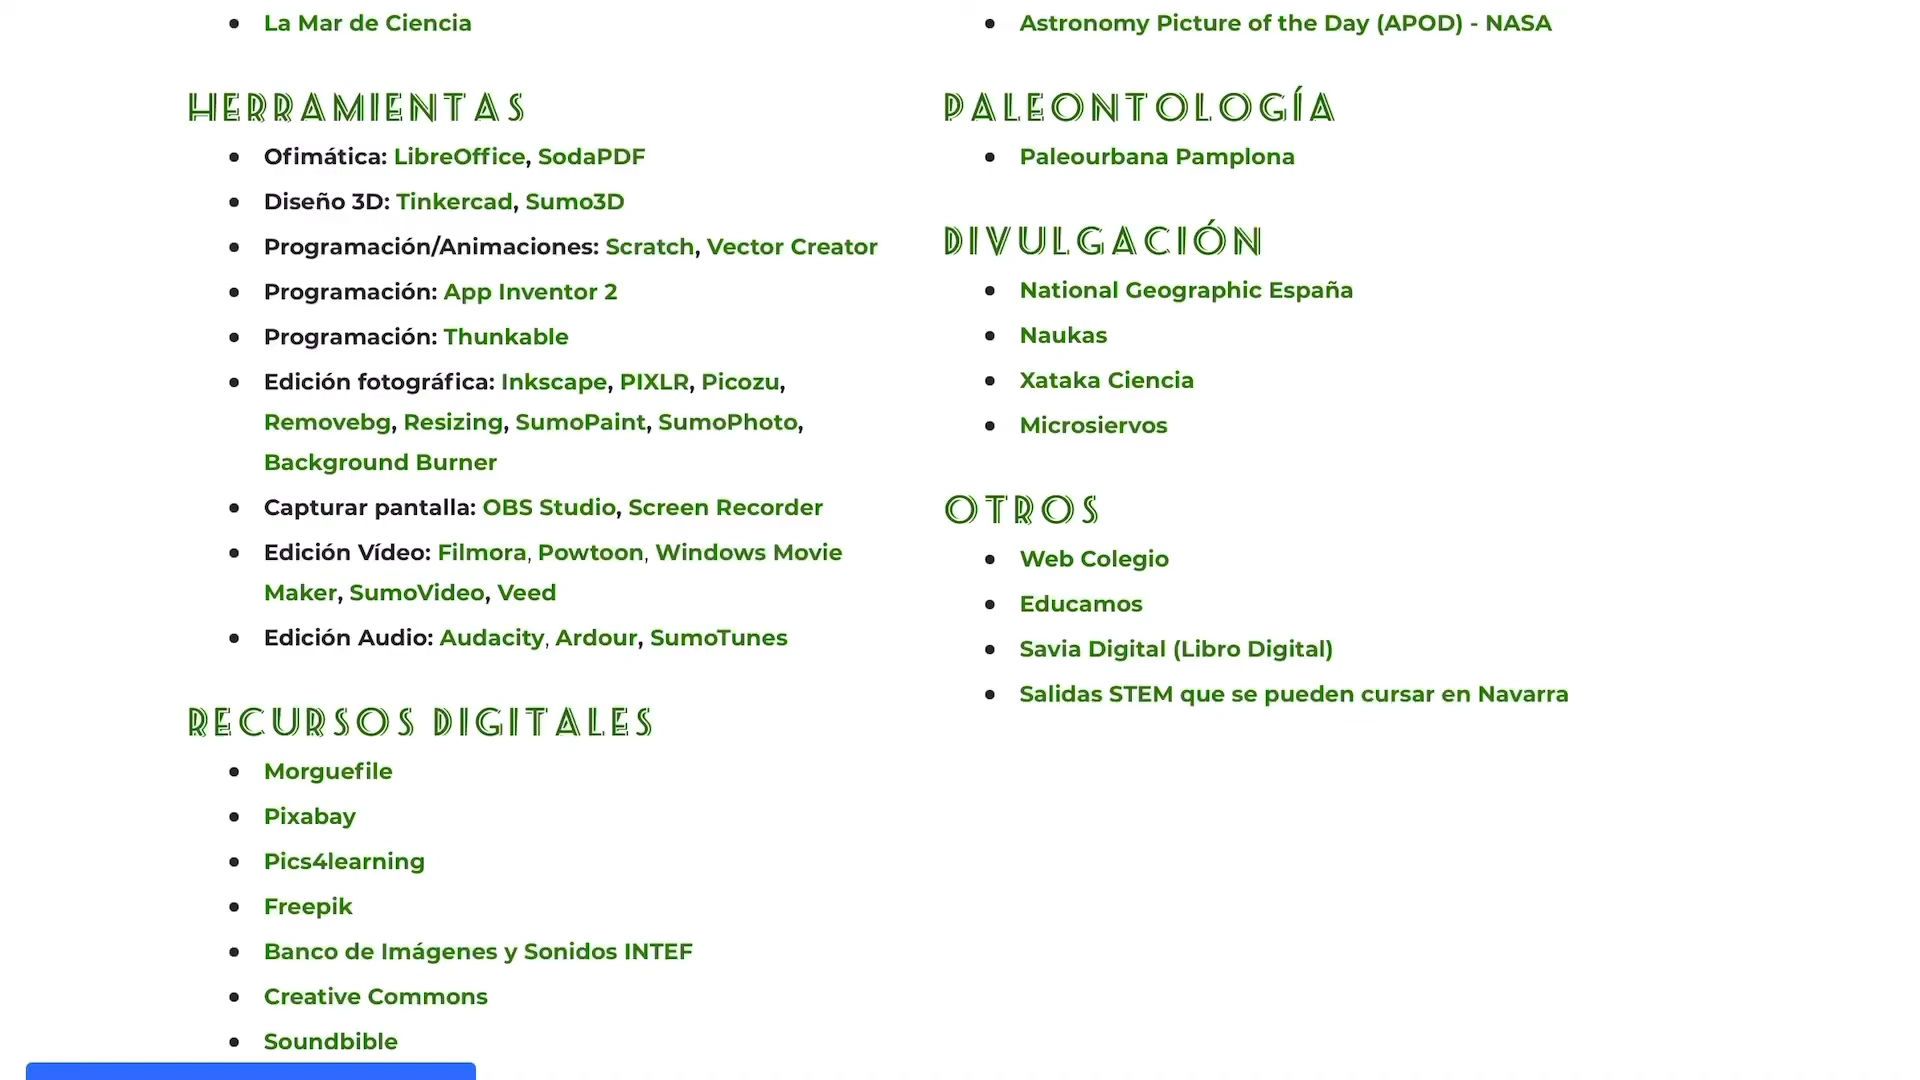 La Mar de Ciencia
HERRAMIENTAS
Ofimática: LibreOffice, SodaPDF
Diseño 3D: Tinkercad, Sumo3D
Programación/Animaciones: Scratch, Vector Creator
Programación: App Inventor 2
Programación: Thunkable
Edición fotográfica: Inkscape, PIXLR, Picozu,
Removebg, Resizing, SumoPaint, SumoPhoto,
Background Burner
Capturar pantalla: OBS Studio, Screen Recorder
Edición Vídeo: Filmora, Powtoon, Windows Movie
Maker, SumoVideo, Veed
Edición Audio: Audacity, Ardour, SumoTunes
RECURSOS DIGITALES
Morguefile
Pixabay
Pics4learning
Freepik
Banco de Imágenes y Sonidos INTEF
Creative Commons
Soundbible
Astronomy Picture of the Day (APOD) - NASA
PALEONTOLOGÍA
Paleourbana Pamplona
DIVULGACIÓN
National Geographic España
Naukas
Xataka Ciencia
Microsiervos
OTROS
Web Colegio
Educamos
Savia Digital (Libro Digital)
Salidas STEM que se pueden cursar en Navarra